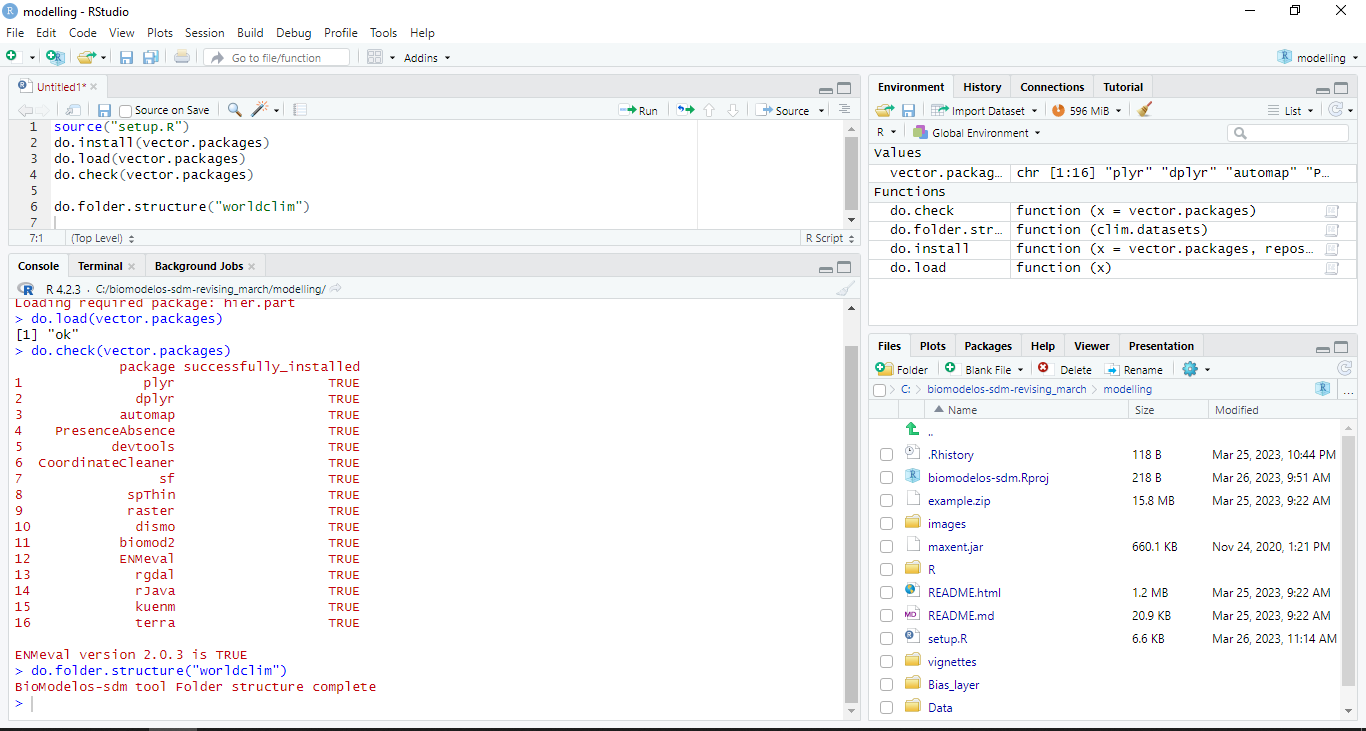 modelling - RStudio
File Edit Code View Plots Session Build Debug Profile Tools Help
Go to file/function Addins modelling
Untitled1*
Source on Save Run Source
1 source("setup.R")
2 do.install(vector.packages)
3 do.load(vector.packages)
4 do.check(vector.packages)
5
6 do.folder.structure("worldclim")
7
7:1 (Top Level) R Script
Console Terminal Background Jobs
R 4.2.3 · C:/biomodelos-sdm-revising_march/modelling/
Loading required package: hier.part
> do.load(vector.packages)
[1] "ok"
> do.check(vector.packages)
package successfully_installed
1 plyr TRUE
2 dplyr TRUE
3 automap TRUE
4 PresenceAbsence TRUE
5 devtools TRUE
6 CoordinateCleaner TRUE
7 sf TRUE
8 spThin TRUE
9 raster TRUE
10 dismo TRUE
11 biomod2 TRUE
12 ENMeval TRUE
13 rgdal TRUE
14 rJava TRUE
15 kuenm TRUE
16 terra TRUE
ENMeval version 2.0.3 is TRUE
> do.folder.structure("worldclim")
BioModelos-sdm tool Folder structure complete
>
Environment History Connections Tutorial
Import Dataset 596 MiB List
R Global Environment
Values
vector.packag… chr [1:16] "plyr" "dplyr" "automap" "P…
Functions
do.check function (x = vector.packages)
do.folder.str… function (clim.datasets)
do.install function (x = vector.packages, repos…
do.load function (x)
Files Plots Packages Help Viewer Presentation
Folder Blank File Delete Rename
C: biomodelos-sdm-revising_march modelling ...
Name Size Modified
..
.Rhistory 118 B Mar 25, 2023, 10:44 PM
biomodelos-sdm.Rproj 218 B Mar 26, 2023, 9:51 AM
example.zip 15.8 MB Mar 25, 2023, 9:22 AM
images
maxent.jar 660.1 KB Nov 24, 2020, 1:21 PM
R
README.html 1.2 MB Mar 25, 2023, 9:22 AM
README.md 20.9 KB Mar 25, 2023, 9:22 AM
setup.R 6.6 KB Mar 26, 2023, 11:14 AM
vignettes
Bias_layer
Data